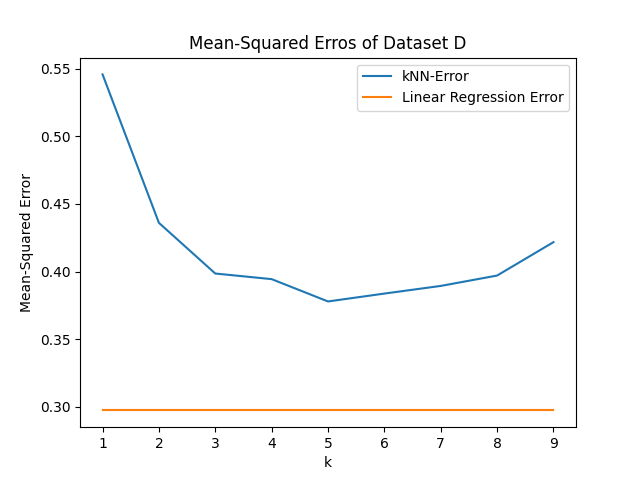 Mean-Squared Erros of Dataset D
kNN-Error
Linear Regression Error
Mean-Squared Error
0.55
0.50
0.45
0.40
0.35
0.30
1 2 3 4 5 6 7 8 9
k